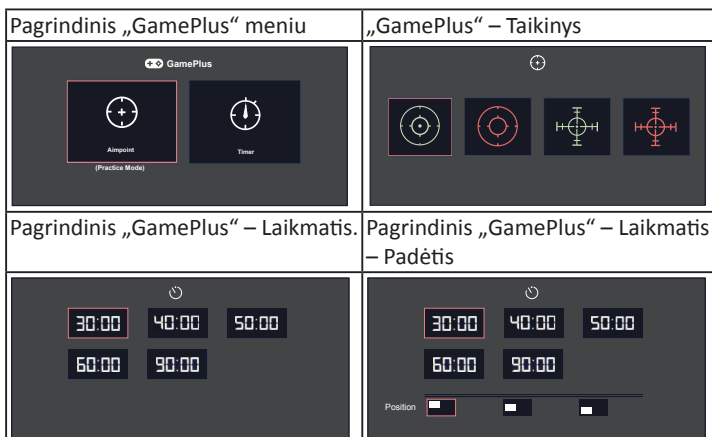 Pagrindinis „GamePlus“ meniu
„GamePlus“ – Taikinys
GamePlus
Aimpoint
Timer
(Practice Mode)
Pagrindinis "GamePlus“ – Laikmatis.
Pagrindinis "GamePlus“ – Laikmatis
– Padėtis
30:00 40:00 50:00
60:00 90:00
30:00 40:00 50:00
60:00 90:00
Position